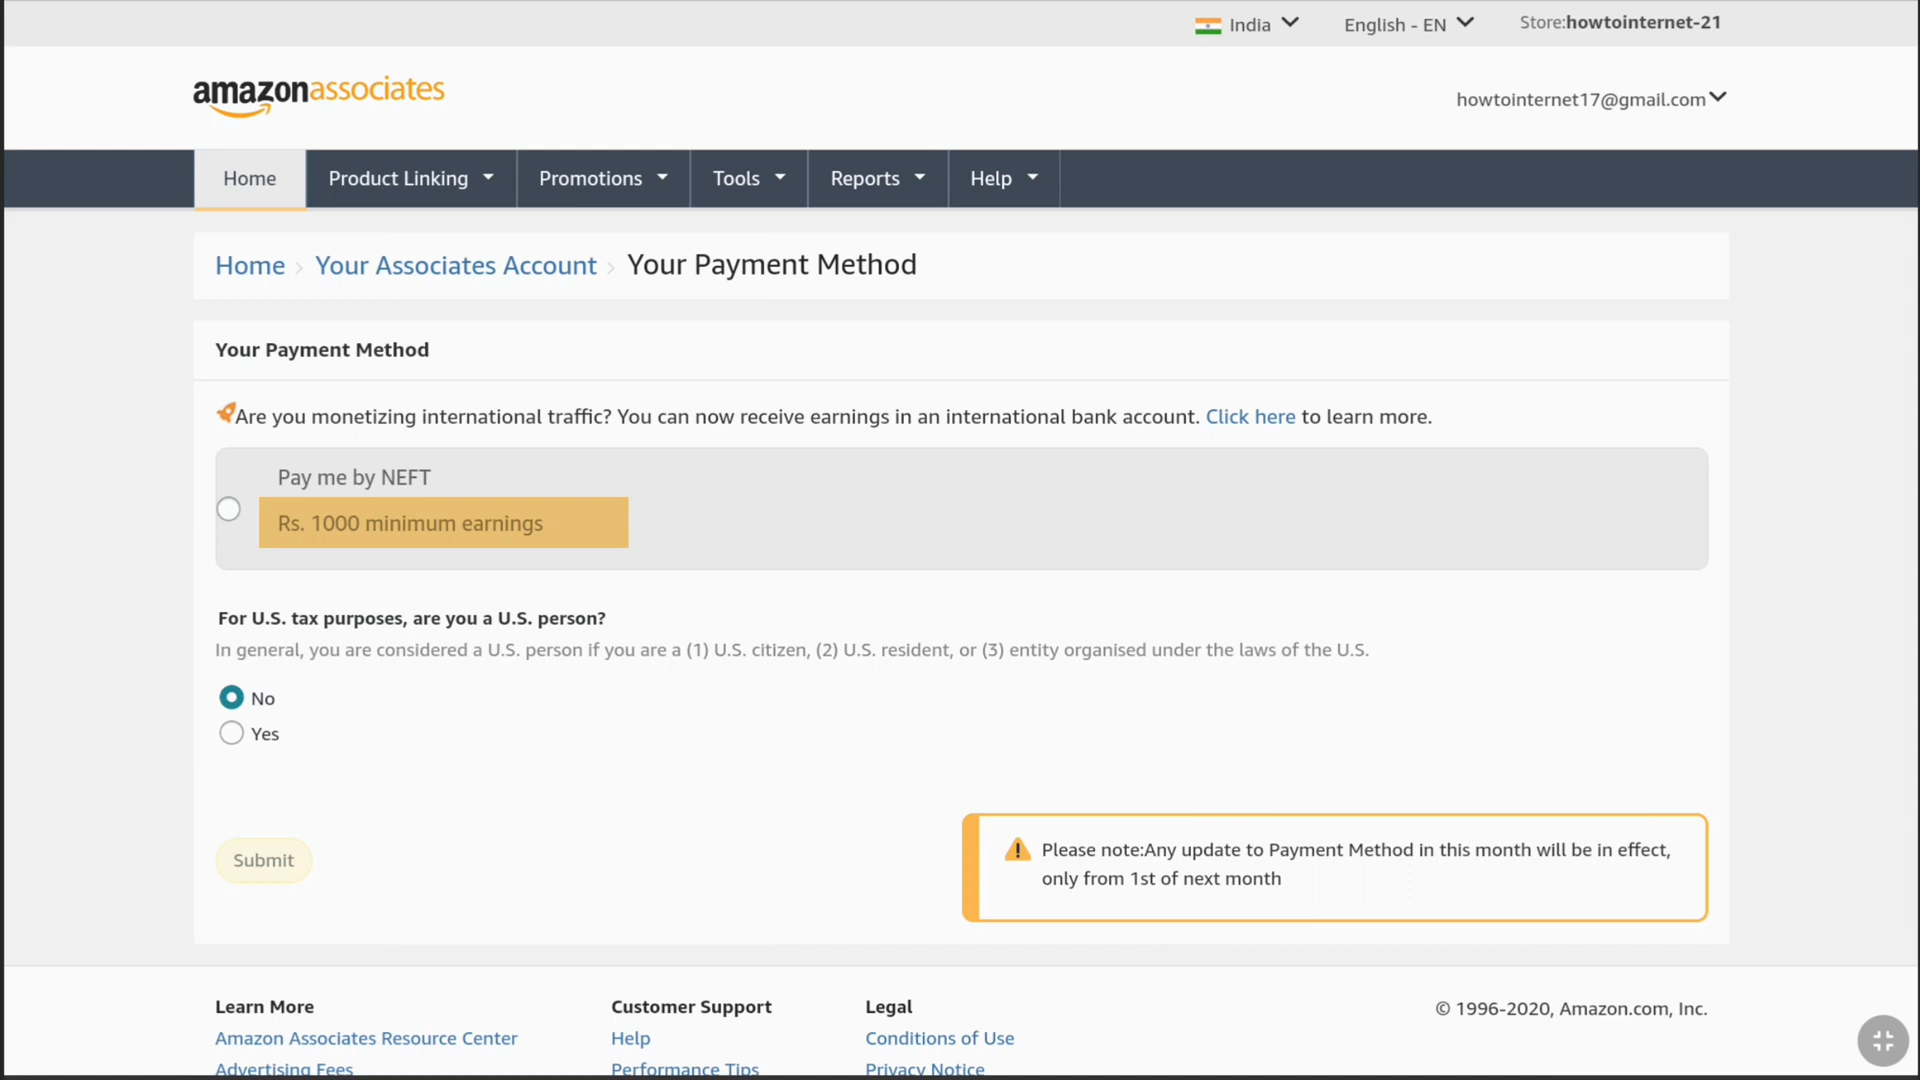 India English - EN Store:howtointernet-21
amazonassociates
howtointernet17@gmail.com
Home Product Linking Promotions Tools Reports Help
Home › Your Associates Account › Your Payment Method
Your Payment Method
Are you monetizing international traffic? You can now receive earnings in an international bank account. Click here to learn more.
Pay me by NEFT
Rs. 1000 minimum earnings
For U.S. tax purposes, are you a U.S. person?
In general, you are considered a U.S. person if you are a (1) U.S. citizen, (2) U.S. resident, or (3) entity organised under the laws of the U.S.
No
Yes
Submit
Please note:Any update to Payment Method in this month will be in effect,
only from 1st of next month
Learn More Customer Support Legal © 1996-2020, Amazon.com, Inc.
Amazon Associates Resource Center Help Conditions of Use
Advertising Fees Performance Tips Privacy Notice